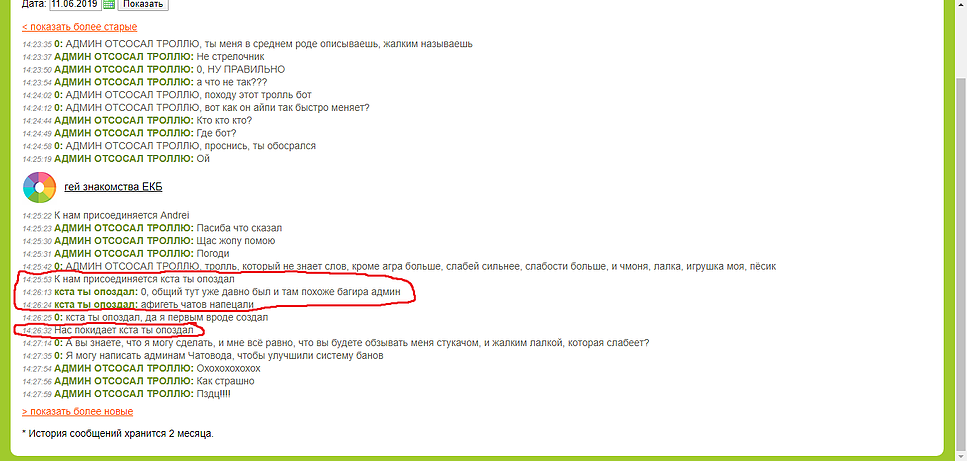 Дата: 11.06.2019 Показать
< показать более старые
14:23:35 0: АДМИН ОТСОСАЛ ТРОЛЛЮ, ты меня в среднем роде описываешь, жалким называешь
14:23:37 АДМИН ОТСОСАЛ ТРОЛЛЮ: Не стрелочник
14:23:50 АДМИН ОТСОСАЛ ТРОЛЛЮ: 0, НУ ПРАВИЛЬНО
14:23:54 АДМИН ОТСОСАЛ ТРОЛЛЮ: а что не так???
14:24:02 0: АДМИН ОТСОСАЛ ТРОЛЛЮ, походу этот тролль бот
14:24:12 0: АДМИН ОТСОСАЛ ТРОЛЛЮ, вот как он айпи так быстро меняет?
14:24:44 АДМИН ОТСОСАЛ ТРОЛЛЮ: Кто кто кто?
14:24:49 АДМИН ОТСОСАЛ ТРОЛЛЮ: Где бот?
14:24:58 0: АДМИН ОТСОСАЛ ТРОЛЛЮ, проснись, ты обосрался
14:25:19 АДМИН ОТСОСАЛ ТРОЛЛЮ: Ой
гей знакомства ЕКБ
14:25:22 К нам присоединяется Andrei
14:25:23 АДМИН ОТСОСАЛ ТРОЛЛЮ: Пасиба что сказал
14:25:30 АДМИН ОТСОСАЛ ТРОЛЛЮ: Щас жопу помою
14:25:31 АДМИН ОТСОСАЛ ТРОЛЛЮ: Погоди
14:25:42 0: АДМИН ОТСОСАЛ ТРОЛЛЮ, тролль, который не знает слов, кроме агра больше, слабей сильнее, слабости больше, и чмоня, лалка, игрушка моя, пёсик
14:25:53 К нам присоединяется кста ты опоздал
14:26:13 кста ты опоздал: 0, общий тут уже давно был и там похоже багира админ
14:26:24 кста ты опоздал: афигеть чатов напецали
14:26:25 0: кста ты опоздал, да я первым вроде создал
14:26:32 Нас покидает кста ты опоздал
14:27:14 0: А вы знаете, что я могу сделать, и мне всё равно, что вы будете обзывать меня стукачом, и жалким лалкой, которая слабеет?
14:27:35 0: Я могу написать админам Чатовода, чтобы улучшили систему банов
14:27:54 АДМИН ОТСОСАЛ ТРОЛЛЮ: Охохохохохох
14:27:56 АДМИН ОТСОСАЛ ТРОЛЛЮ: Как страшно
14:27:59 АДМИН ОТСОСАЛ ТРОЛЛЮ: Пздц!!!!
> показать более новые
* История сообщений хранится 2 месяца.